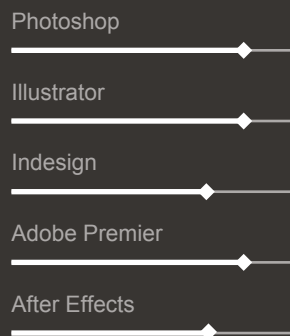 Photoshop
Illustrator
Indesign
Adobe Premier
After Effects